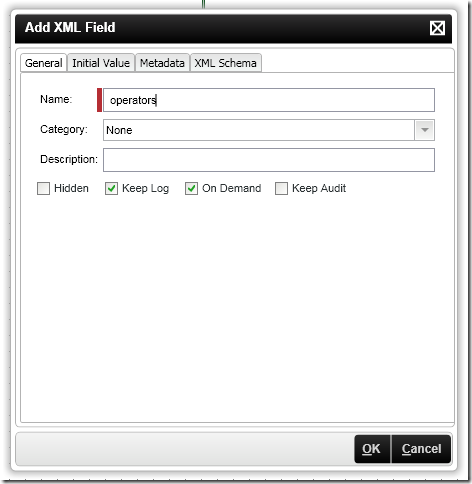 Add XML Field
General Initial Value Metadata XML Schema
Name: operators
Category: None
Description:
Hidden Keep Log On Demand Keep Audit
OK Cancel